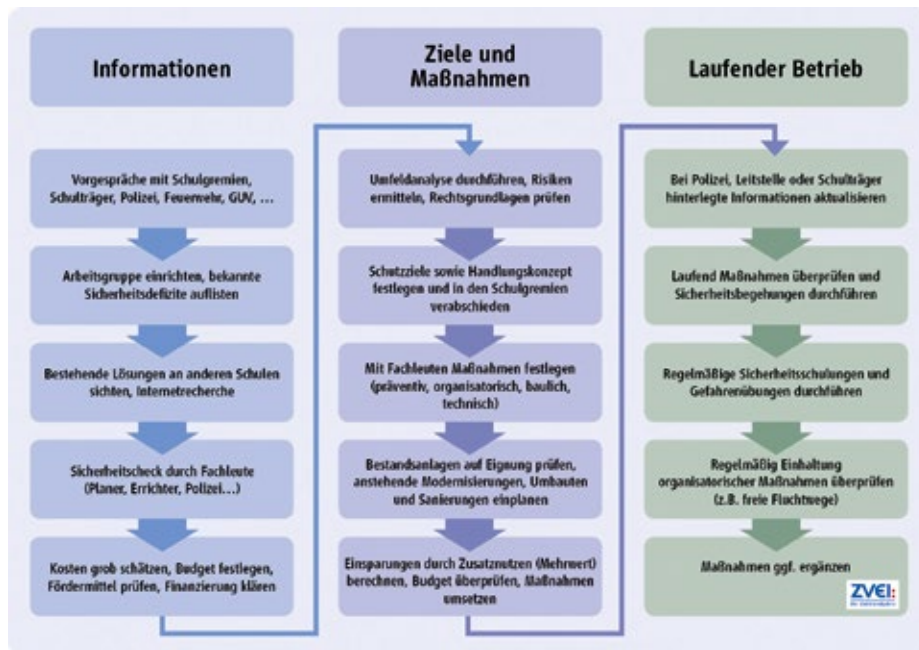 Informationen
Vorgespräche mit Schulgremien,
Schulträger, Polizei, Feuerwehr, GUV, ...
Arbeitsgruppe einrichten, bekannte
Sicherheitsdefizite auflisten
Bestehende Lösungen an anderen Schulen
sichten, Internetrecherche
Sicherheitscheck durch Fachleute
(Planer, Errichter, Polizei...)
Kosten grob schätzen, Budget festlegen,
Fördermittel prüfen, Finanzierung klären
Ziele und
Maßnahmen
Umfeldanalyse durchführen, Risiken
ermitteln, Rechtsgrundlagen prüfen
Schutzziele sowie Handlungskonzept
festlegen und in den Schulgremien
verabschieden
Mit Fachleuten Maßnahmen festlegen
(präventiv, organisatorisch, baulich,
technisch)
Bestandsanlagen auf Eignung prüfen,
anstehende Modernisierungen, Umbauten
und Sanierungen einplanen
Einsparungen durch Zusatznutzen (Mehrwert)
berechnen, Budget überprüfen, Maßnahmen
umsetzen
Laufender Betrieb
Bei Polizei, Leitstelle oder Schulträger
hinterlegte Informationen aktualisieren
Laufend Maßnahmen überprüfen und
Sicherheitsbegehungen durchführen
Regelmäßige Sicherheitsschulungen und
Gefahrenübungen durchführen
Regelmäßig Einhaltung
organisatorischer Maßnahmen überprüfen
(z.B. freie Fluchtwege)
Maßnahmen ggf. ergänzen
ZVEI: